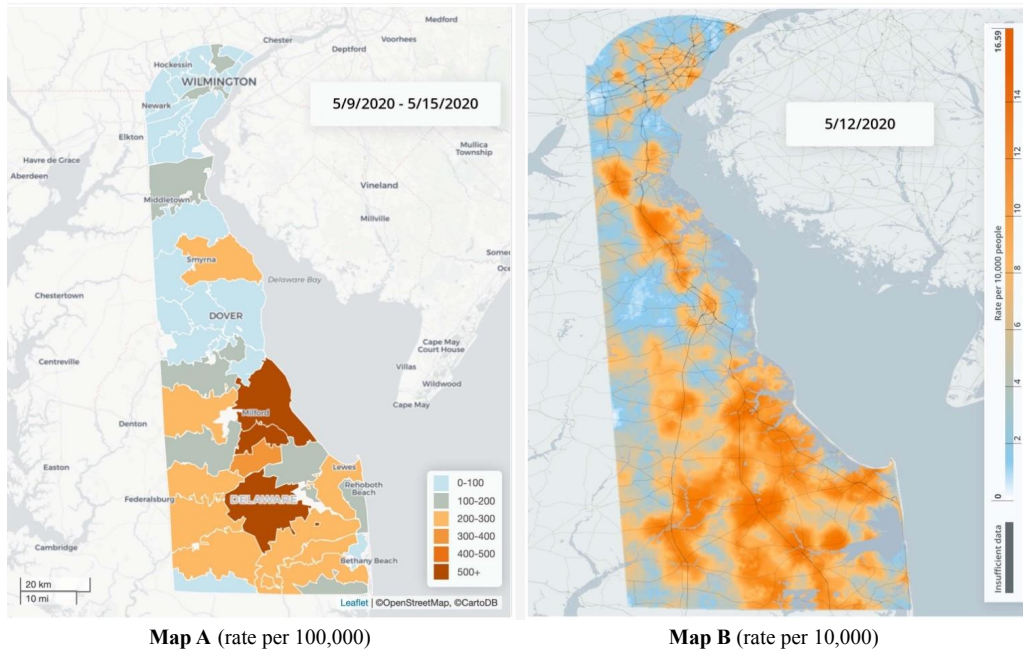 Medford
Chester
Voorhees
Deptford
Hockessin
WILMINGTON
5/9/2020 - 5/15/2020
Newark
Elkton
Mullica
Township
Havre de Grace
Aberdeen
Vineland
Middletown
Millville
Smyrna
Somer
Oce
Delaware Bay
Chestertown
DOVER
Cape May
Court House
Centreville
Villas
Wildwood
Cape May
Denton
Milford
Easton
Lewes
Rehoboth
Beach
Federalsburg
DELAWARE
Cambridge
Bethany Beach
0-100
100-200
200-300
300-400
400-500
500+
20 km
10 mi
Leaflet | ©OpenStreetMap, ©CartoDB
Map A (rate per 100,000)
5/12/2020
16.59
14
12
10
8
6
4
2
0
Rate per 10,000 people
Insufficient data
Map B (rate per 10,000)